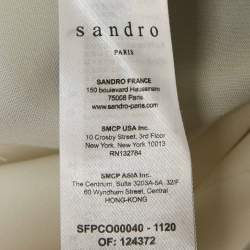 sandro
PARIS
SANDRO FRANCE
150 boulevard Haussmann
75008 Paris
www.sandro-paris.com
SMCP USA Inc.
10 Crosby Street, 3rd Floor
New York, New York 10013
RN132784
SMCP ASIA Inc.
The Centrum, Suite 3203A-5A, 32/F
60 Wyndham Street, Central
HONG-KONG
SFPCO00040 - 1120
OF: 124372